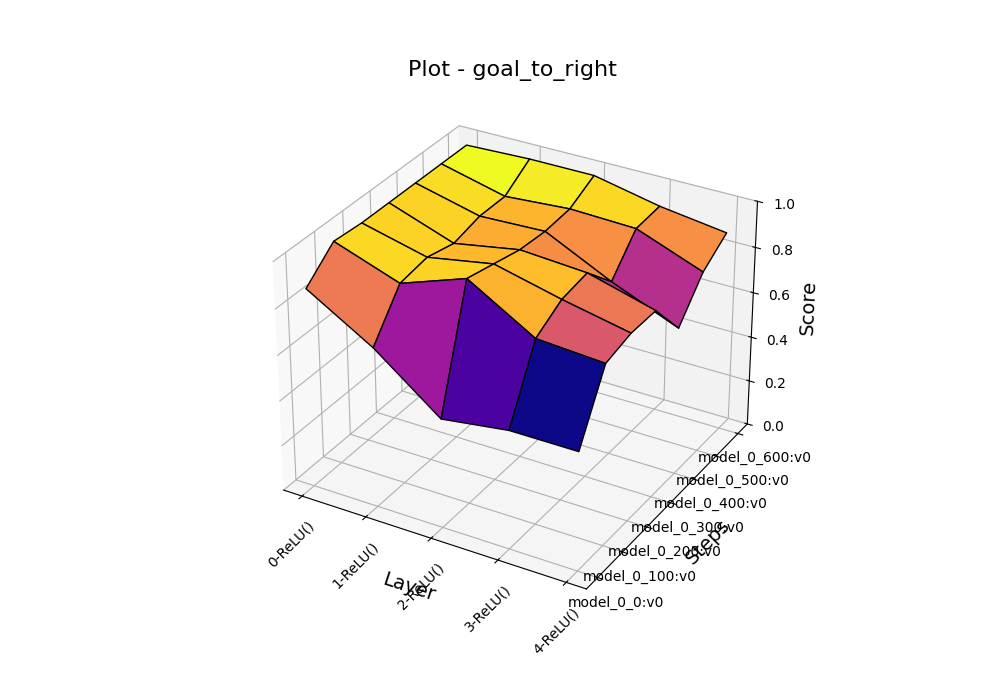 Plot - goal_to_right
1.0
0.8
0.6
0.4
0.2
0.0
Score
model_0_600:v0
model_0_500:v0
model_0_400:v0
model_0_300:v0
model_0_200:v0
model_0_100:v0
model_0_0:v0
Steps
0-ReLU()
1-ReLU()
2-ReLU()
3-ReLU()
4-ReLU()
Layer